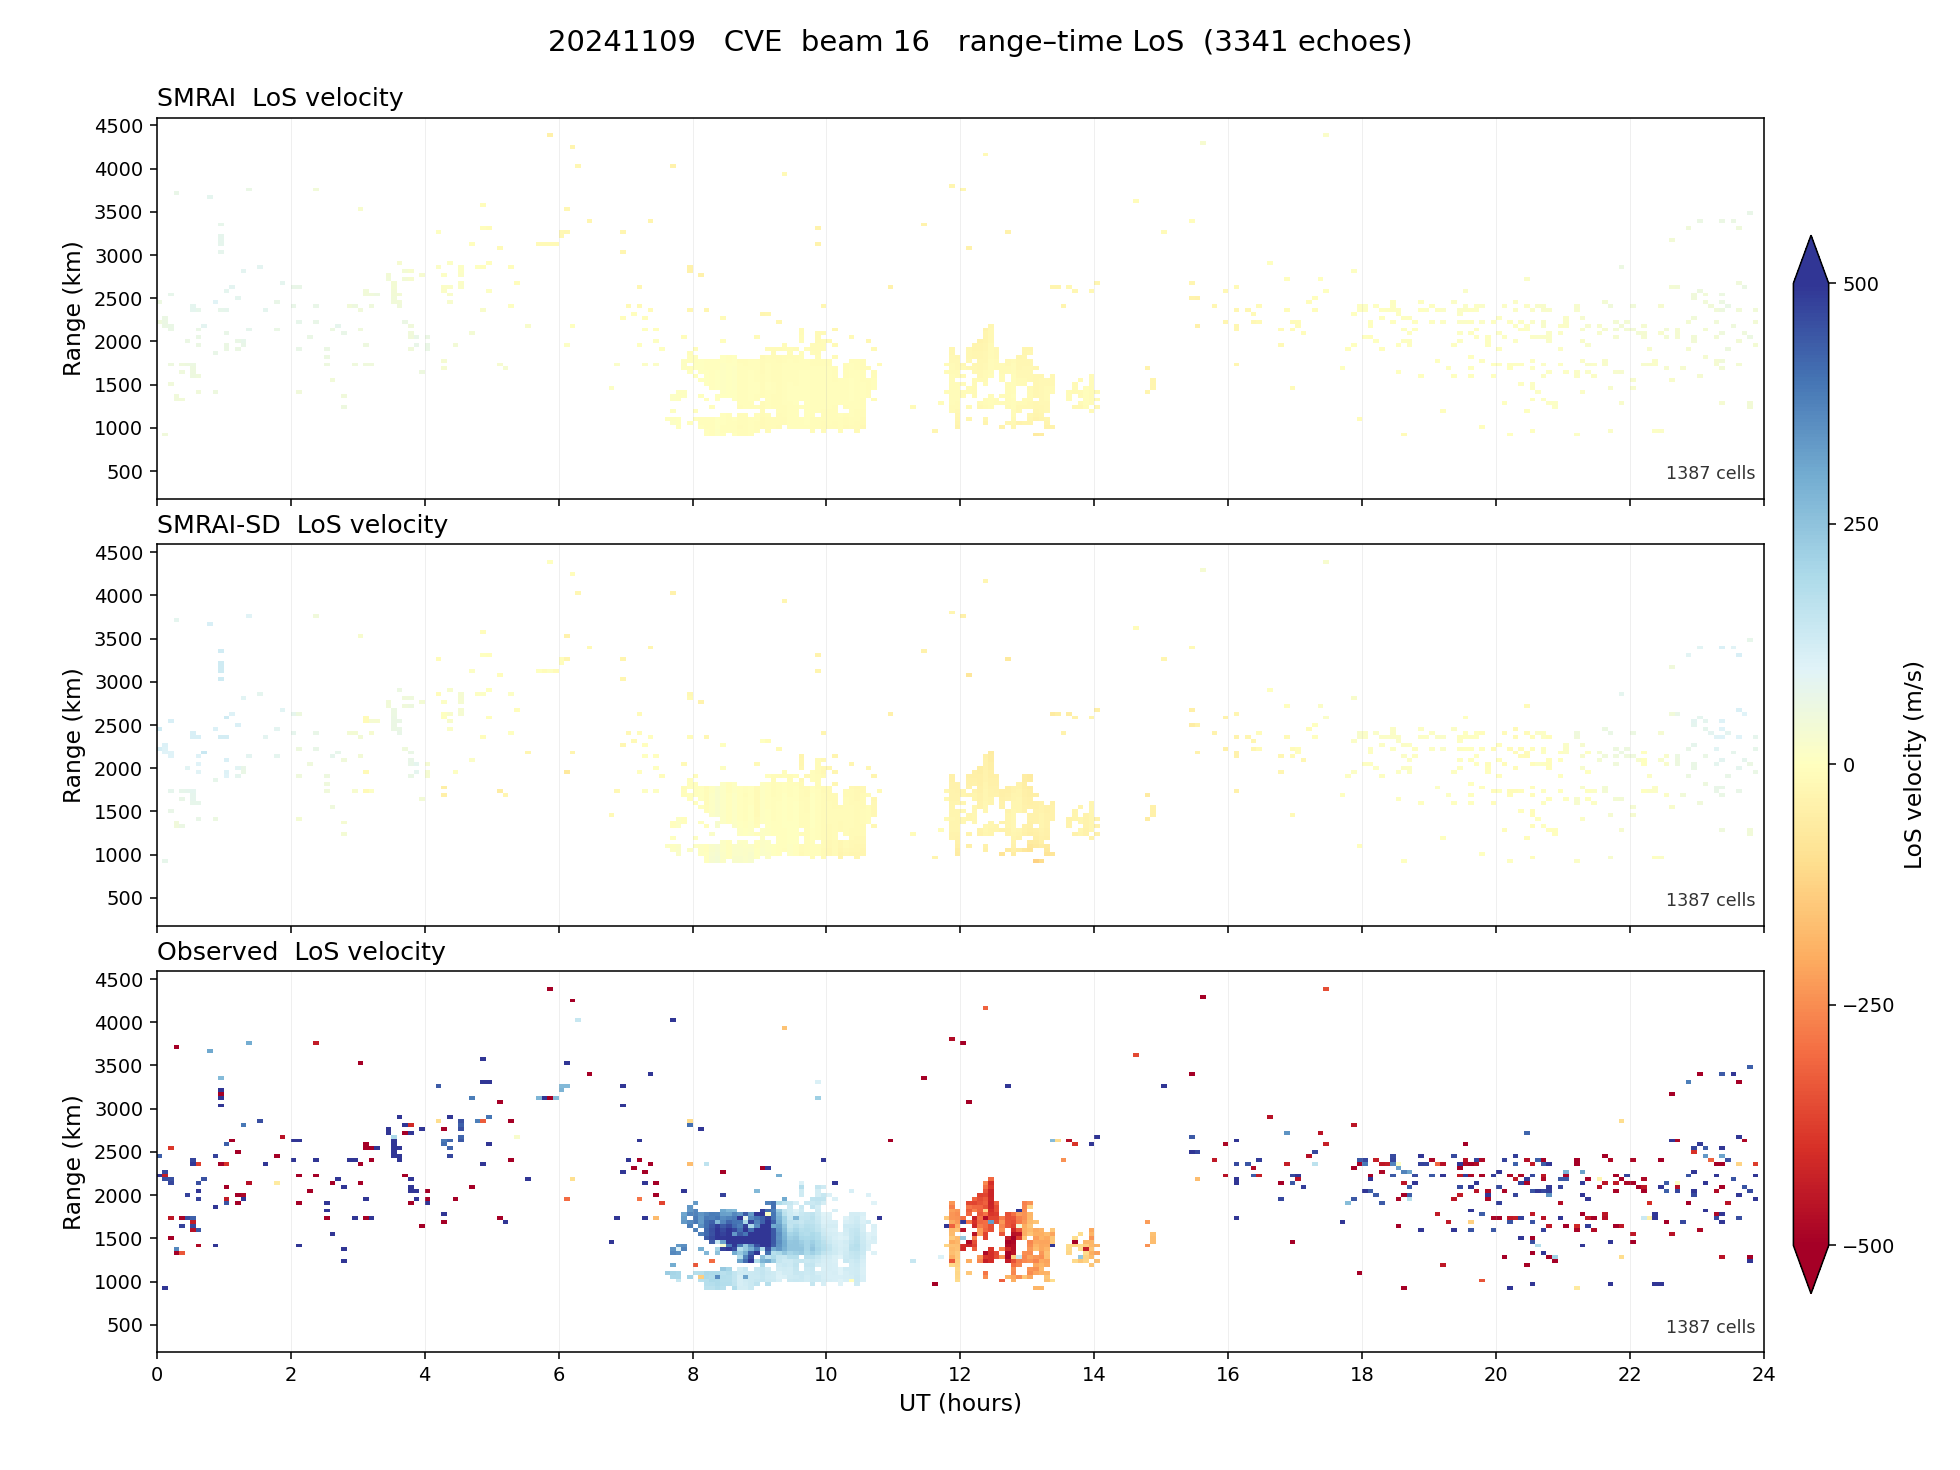 20241109   CVE  beam 16   range–time LoS  (3341 echoes)
SMRAI  LoS velocity
4500
4000
3500
3000
2500
2000
1500
1000
500
Range (km)
1387 cells
SMRAI-SD  LoS velocity
4500
4000
3500
3000
2500
2000
1500
1000
500
Range (km)
1387 cells
Observed  LoS velocity
4500
4000
3500
3000
2500
2000
1500
1000
500
Range (km)
1387 cells
0 2 4 6 8 10 12 14 16 18 20 22 24
UT (hours)
500
250
0
−250
−500
LoS velocity (m/s)